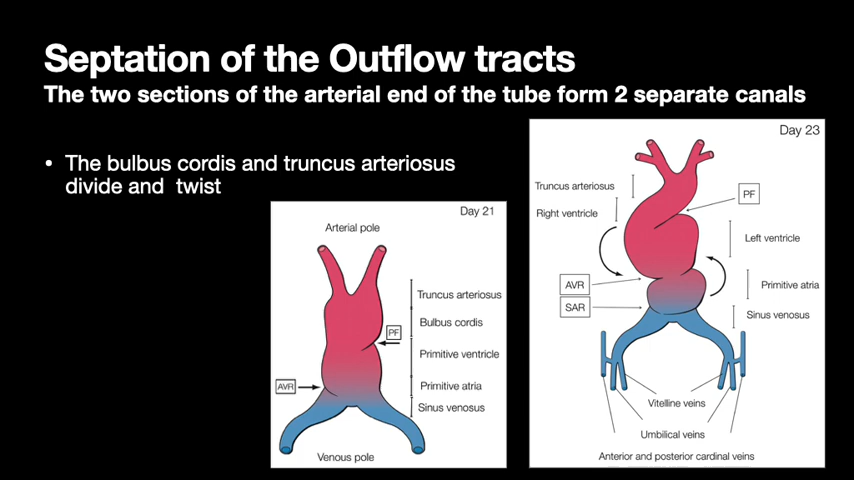 Septation of the Outflow tracts
The two sections of the arterial end of the tube form 2 separate canals
• The bulbus cordis and truncus arteriosus
divide and twist
Day 21
Arterial pole
Truncus arteriosus
Bulbus cordis
PF
Primitive ventricle
AVR
Primitive atria
Sinus venosus
Venous pole
Day 23
Truncus arteriosus
PF
Right ventricle
Left ventricle
AVR
Primitive atria
SAR
Sinus venosus
Vitelline veins
Umbilical veins
Anterior and posterior cardinal veins